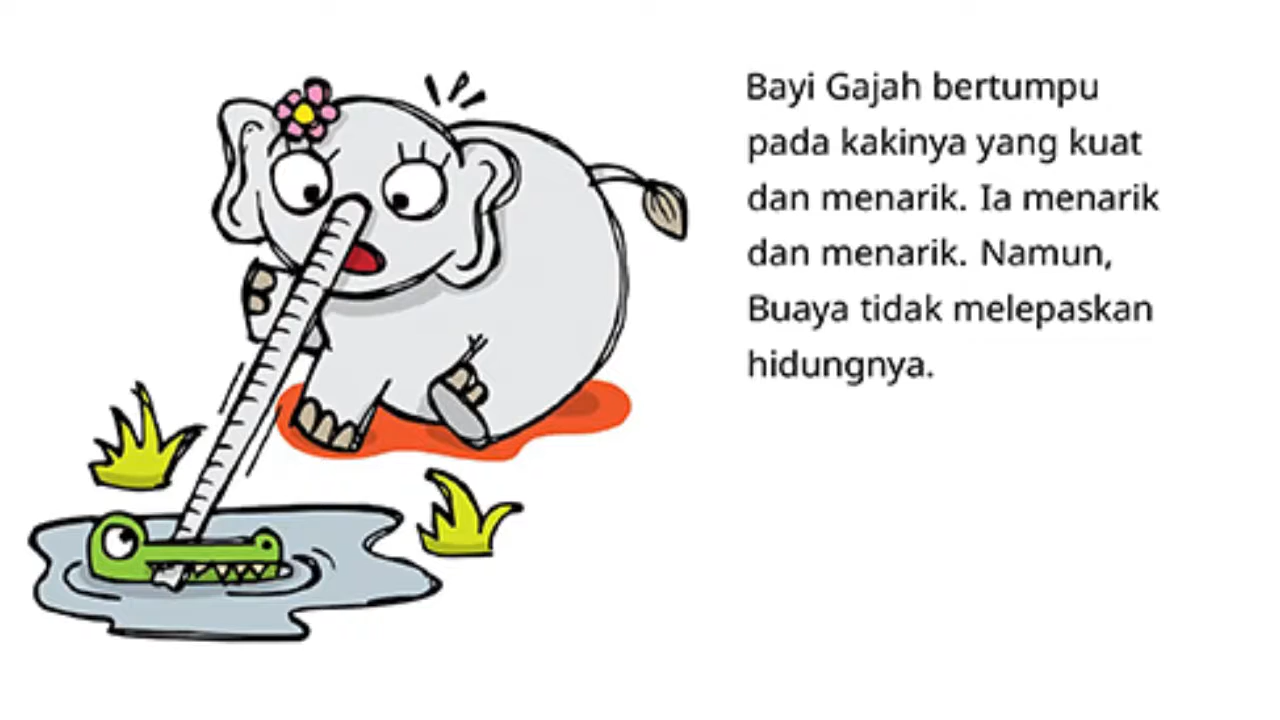 Bayi Gajah bertumpu
pada kakinya yang kuat
dan menarik. Ia menarik
dan menarik. Namun,
Buaya tidak melepaskan
hidungnya.